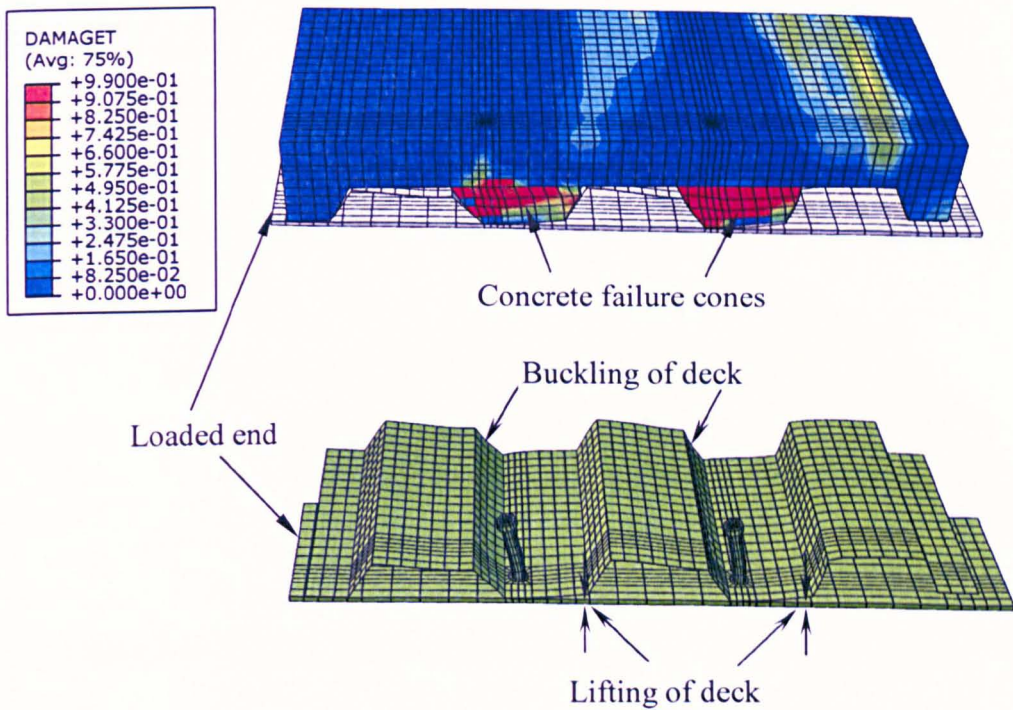 DAMAGET
(Avg: 75%)
+9.900e-01
+9.075e-01
+8.250e-01
+7.425e-01
+6.600e-01
+5.775e-01
+4.950e-01
+4.125e-01
+3.300e-01
+2.475e-01
+1.650e-01
+8.250e-02
+0.000e+00
Concrete failure cones
Buckling of deck
Loaded end
Lifting of deck